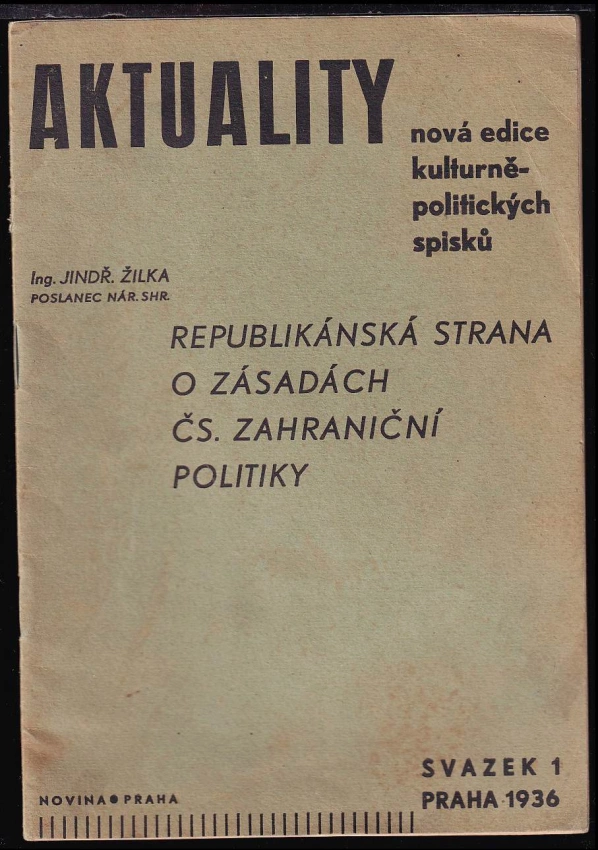 AKTUALITY
nová edice
kulturně-
politických
spisků
Ing. JINDŘ. ŽILKA
POSLANEC NÁR. SHR.
REPUBLIKÁNSKÁ STRANA
O ZÁSADÁCH
ČS. ZAHRANIČNÍ
POLITIKY
SVAZEK 1
NOVINA●PRAHA
PRAHA 1936